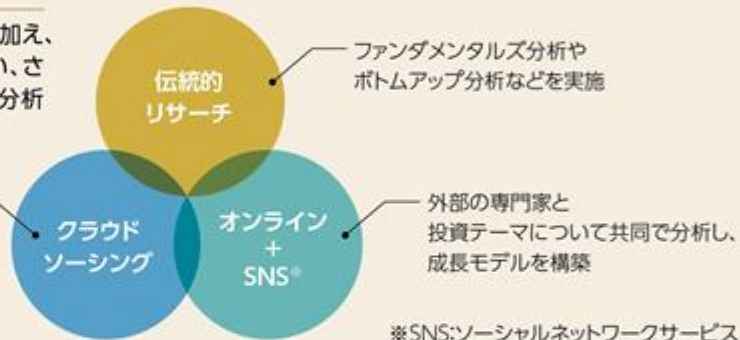 加え、
い、さ
分析
伝統的
リサーチ
ファンダメンタルズ分析や
ボトムアップ分析などを実施
クラウド
ソーシング
オンライン
+
SNS※
外部の専門家と
投資テーマについて共同で分析し、
成長モデルを構築
※SNS:ソーシャルネットワークサービス